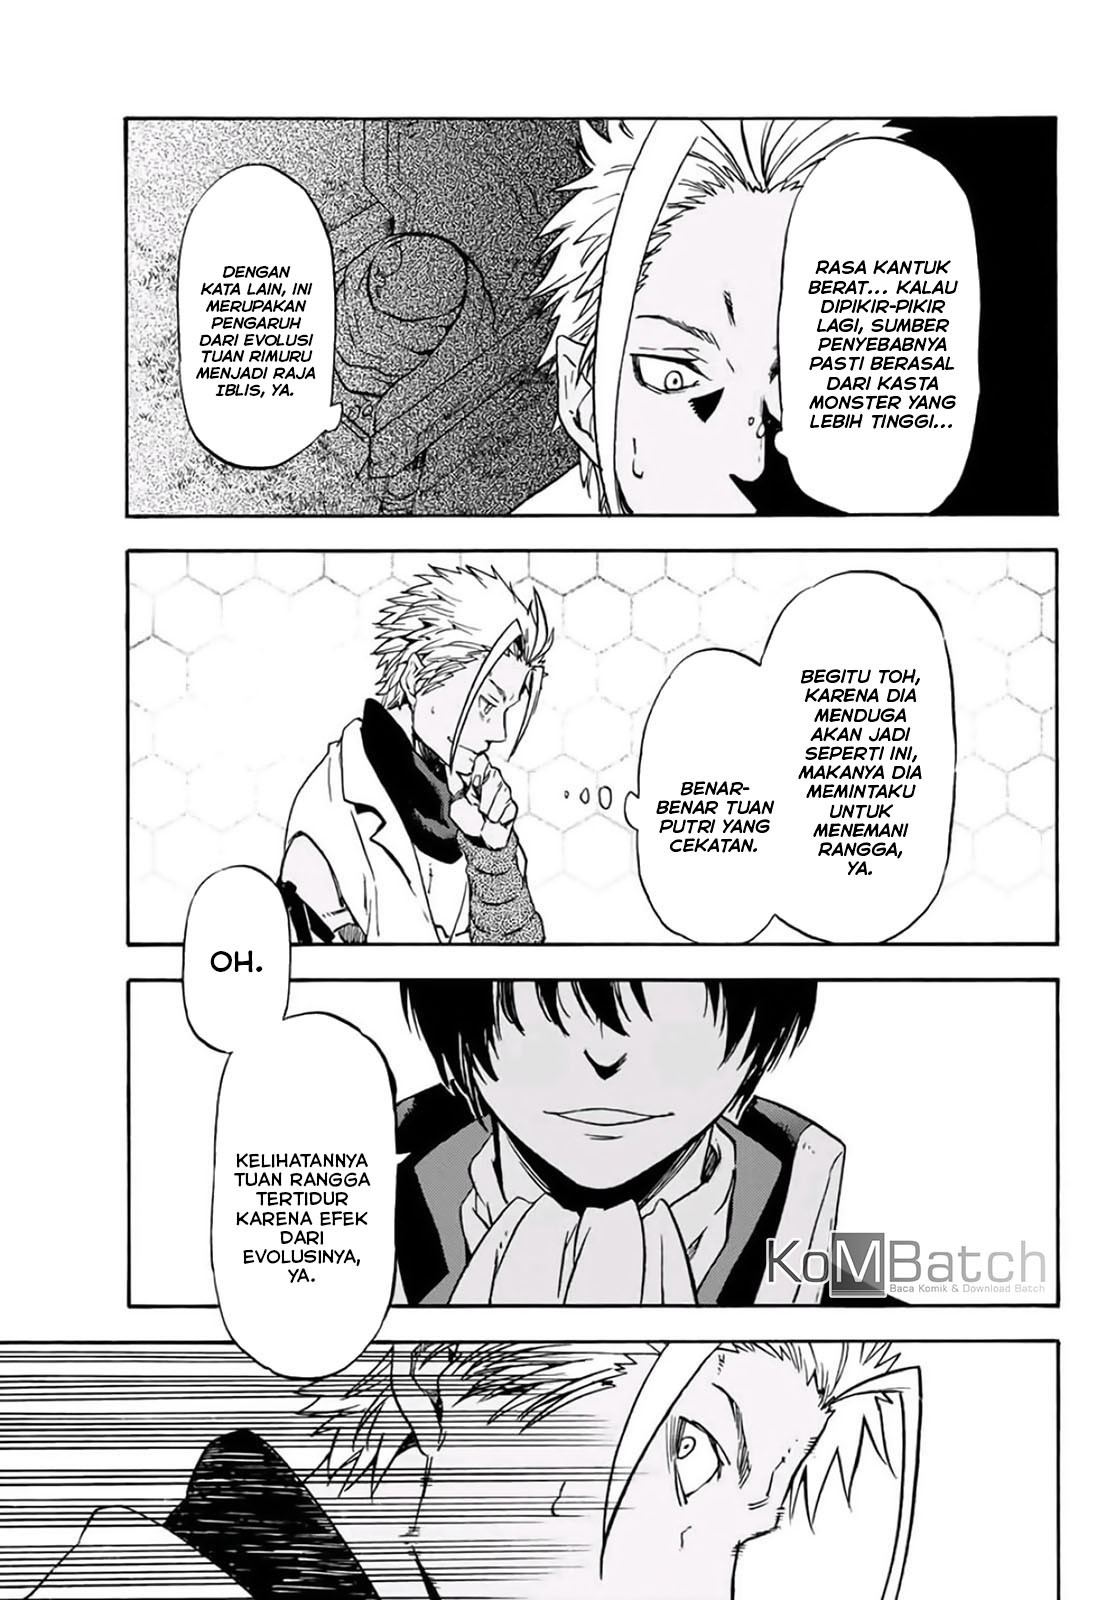 RASA KANTUK
BERAT... KALAU
DIPIKIR-PIKIR
LAGI, SUMBER
PENYEBABNYA
PASTI BERASAL
DARI KASTA
MONSTER YANG
LEBIH TINGGI...
DENGAN
KATA LAIN, INI
MERUPAKAN
PENGARUH
DARI EVOLUSI
TUAN RIMURU
MENJADI RAJA
IBLIS, YA.
BEGITU TOH,
KARENA DIA
MENDUGA
AKAN JADI
SEPERTI INI,
MAKANYA DIA
MEMINTAKU
UNTUK
MENEMANI
RANGGA,
YA.
BENAR-
BENAR TUAN
PUTRI YANG
CEKATAN.
OH.
KELIHATANNYA
TUAN RANGGA
TERTIDUR
KARENA EFEK
DARI
EVOLUSINYA,
YA.
KoMBatch
Baca Komik & Download Batch